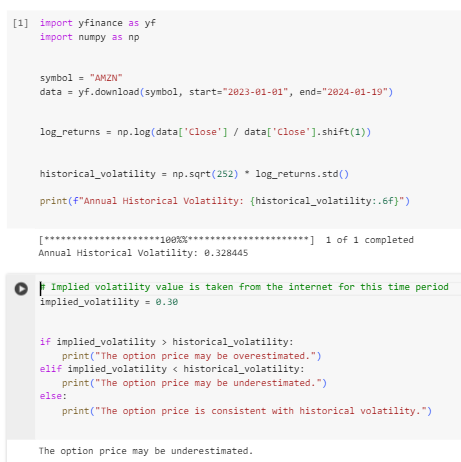 [1] import yfinance as yf
import numpy as np
symbol = "AMZN"
data = yf.download(symbol, start="2023-01-01", end="2024-01-19")
log_returns = np.log(data['Close'] / data['Close'].shift(1))
historical_volatility = np.sqrt(252) * log_returns.std()
print(f"Annual Historical Volatility: {historical_volatility:.6f}")
[*********************100%%**********************]  1 of 1 completed
Annual Historical Volatility: 0.328445
# Implied volatility value is taken from the internet for this time period
implied_volatility = 0.30
if implied_volatility > historical_volatility:
    print("The option price may be overestimated.")
elif implied_volatility < historical_volatility:
    print("The option price may be underestimated.")
else:
    print("The option price is consistent with historical volatility.")
The option price may be underestimated.